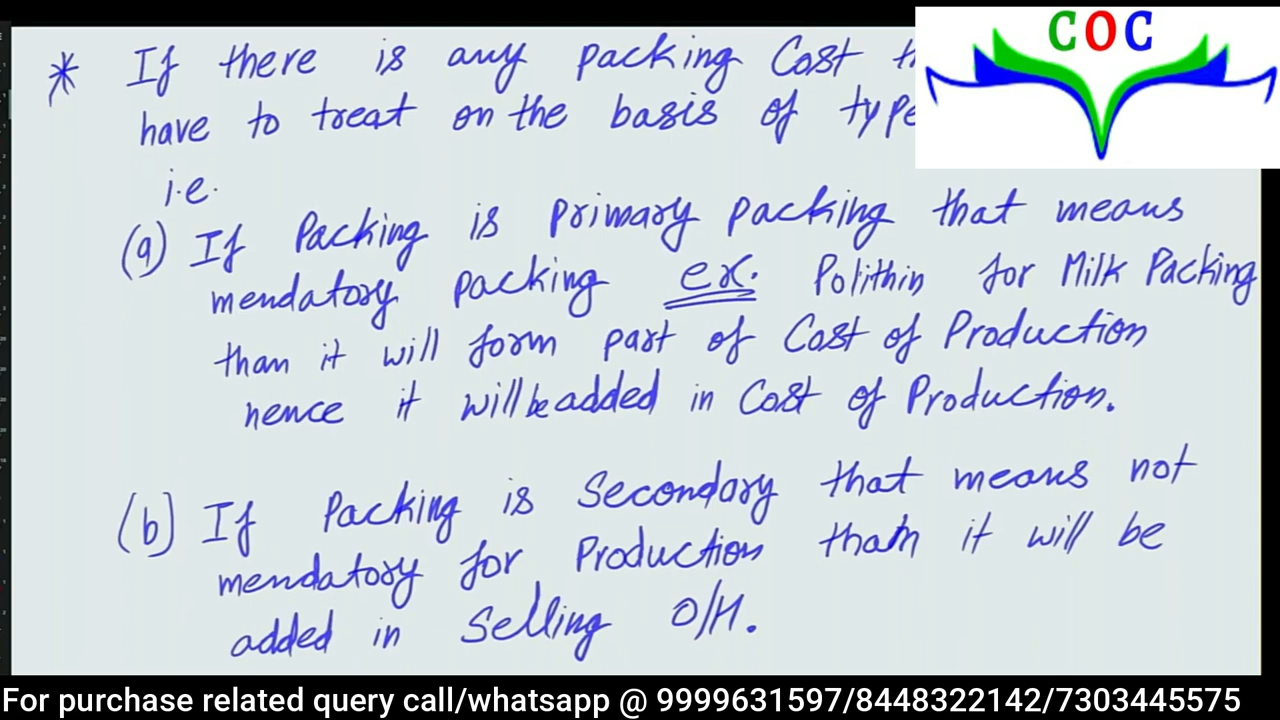 * If there is any packing Cost
COC
have to treat on the basis of type
i.e.
(a) If Packing is primary packing that means
mendatory packing ex. Polithin for Milk Packing
than it will form part of Cost of Production
hence it will be added in Cost of Production.
(b) If Packing is Secondary that means not
mendatory for Production than it will be
added in Selling O/H.
For purchase related query call/whatsapp @ 9999631597/8448322142/7303445575